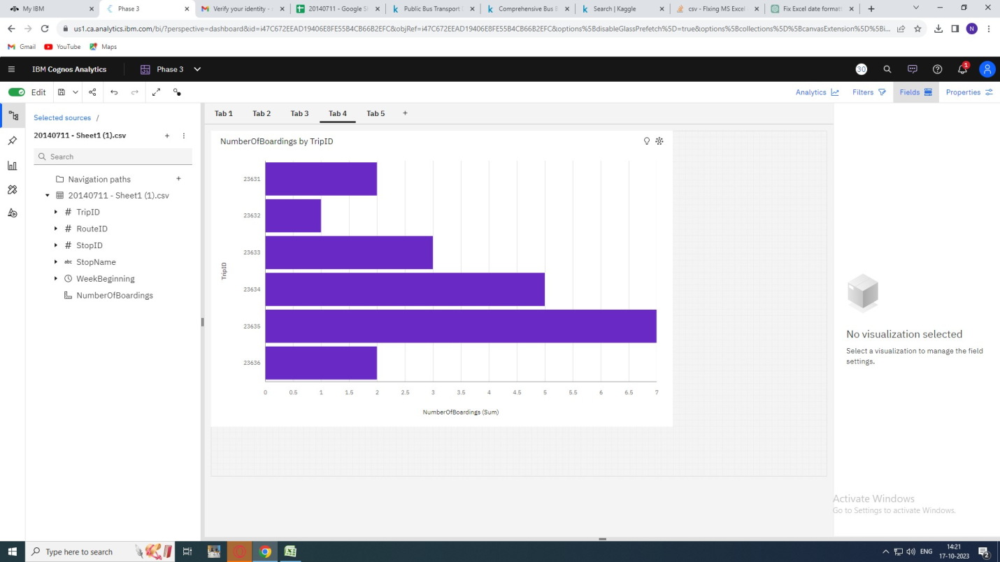 My IBM
Phase 3
Verify your identity -
20140711 - Google S
Public Bus Transport
Comprehensive Bus
Search | Kaggle
csv - FIxing MS Excel
Fix Excel date format
us1.ca.analytics.ibm.com/bi/?perspective=dashboard&id=i47C672EEAD19406E8FE55B4CB66B2EFC&objRef=i47C672EEAD19406E8FE55B4CB66B2EFC&options%5BdisableGlassPrefetch%5D=true&options%5Bcollections%5D%5BcanvasExtension%5D%5Bi...
N
Gmail
YouTube
Maps
IBM Cognos Analytics
Phase 3
30
1
Edit
Analytics
Filters
Fields
Properties
Selected sources /
20140711 - Sheet1 (1).csv
Search
Navigation paths
20140711 - Sheet1 (1).csv
# TripID
# RouteID
# StopID
abc StopName
WeekBeginning
NumberOfBoardings
Tab 1
Tab 2
Tab 3
Tab 4
Tab 5
NumberOfBoardings by TripID
TripID
23631
23632
23633
23634
23635
23636
0 0.5 1 1.5 2 2.5 3 3.5 4 4.5 5 5.5 6 6.5 7
NumberOfBoardings (Sum)
No visualization selected
Select a visualization to manage the field
settings.
Activate Windows
Go to Settings to activate Windows.
Type here to search
ENG
14:21
17-10-2023
2